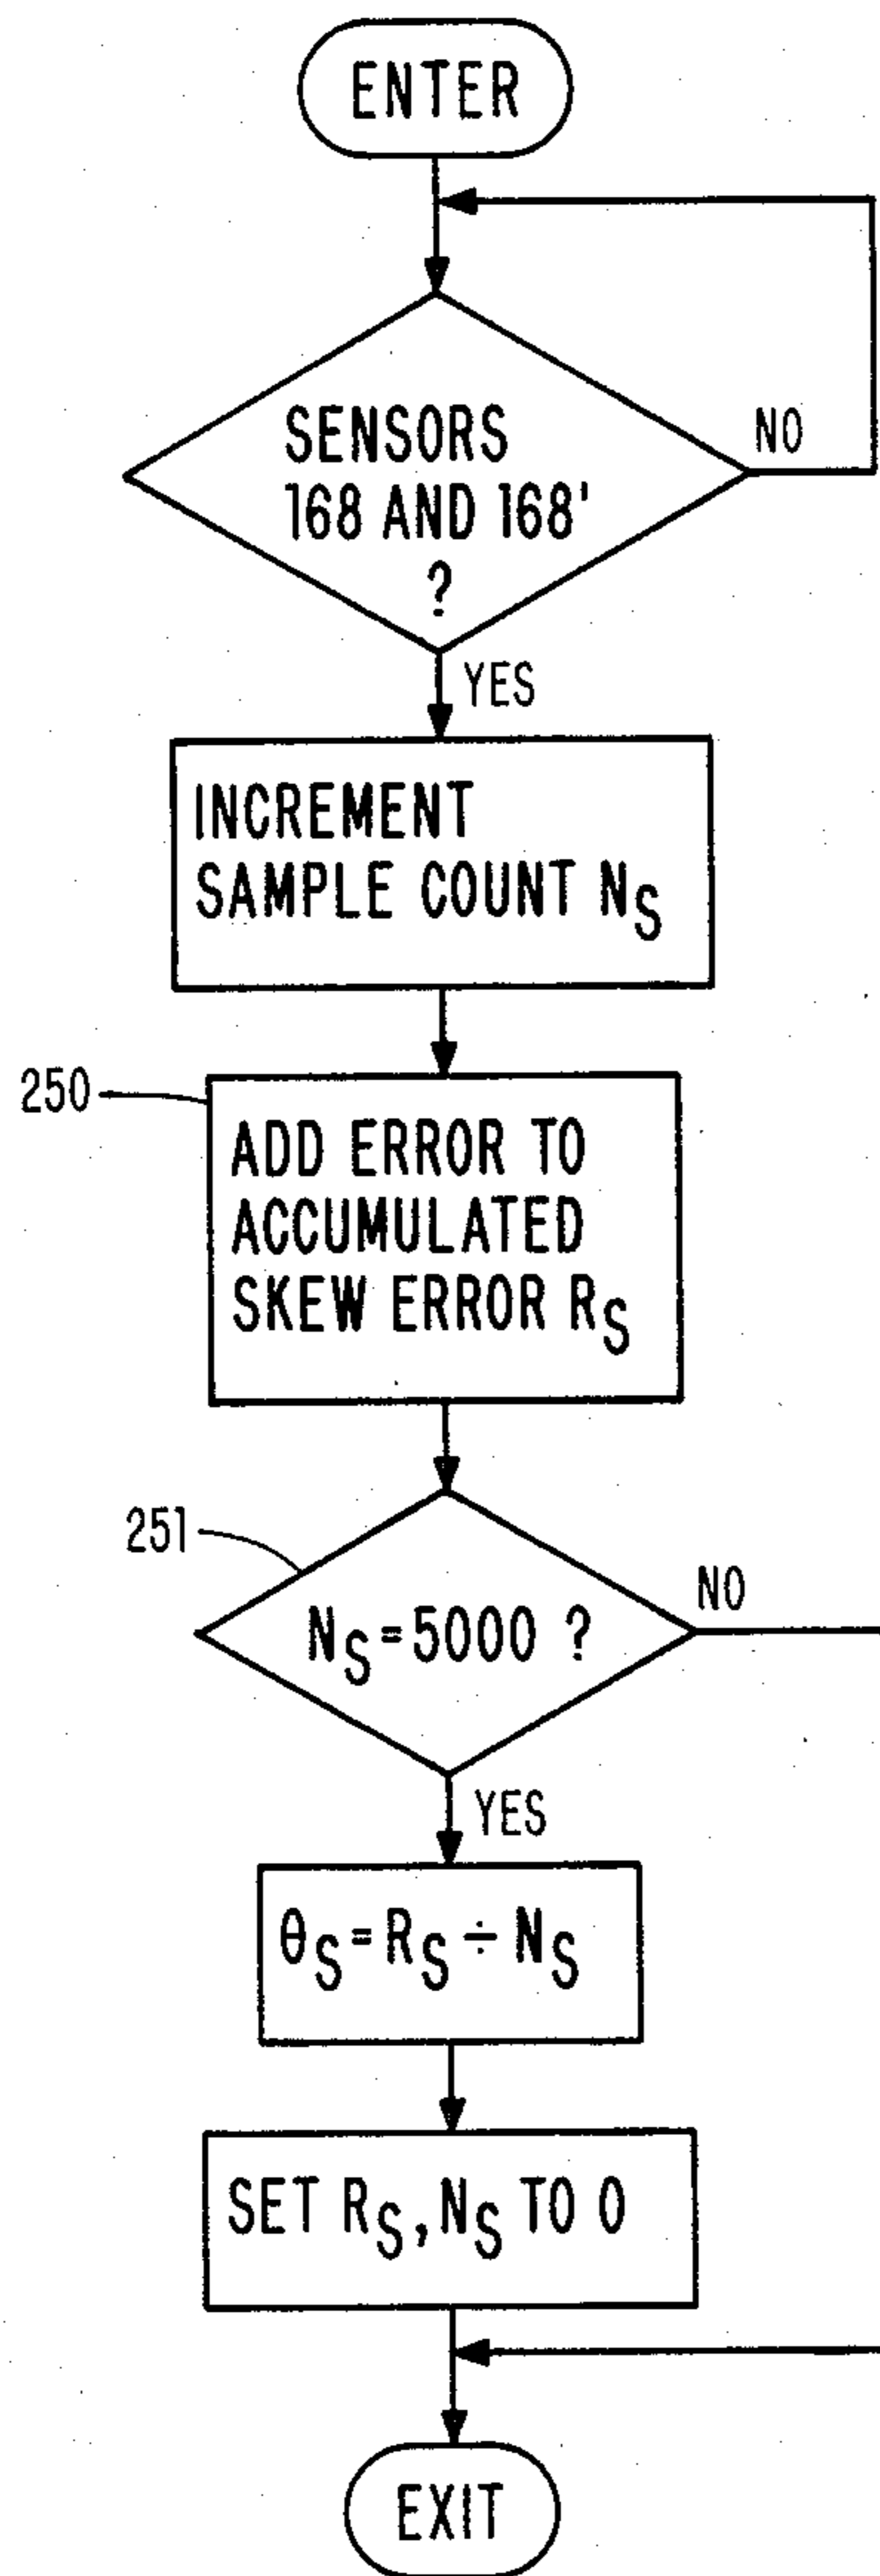 ENTER
SENSORS
168 AND 168'
?
NO
YES
INCREMENT
SAMPLE COUNT NS
250
ADD ERROR TO
ACCUMULATED
SKEW ERROR RS
251
NS=5000 ?
NO
YES
θS=RS÷NS
SET RS,NS TO 0
EXIT